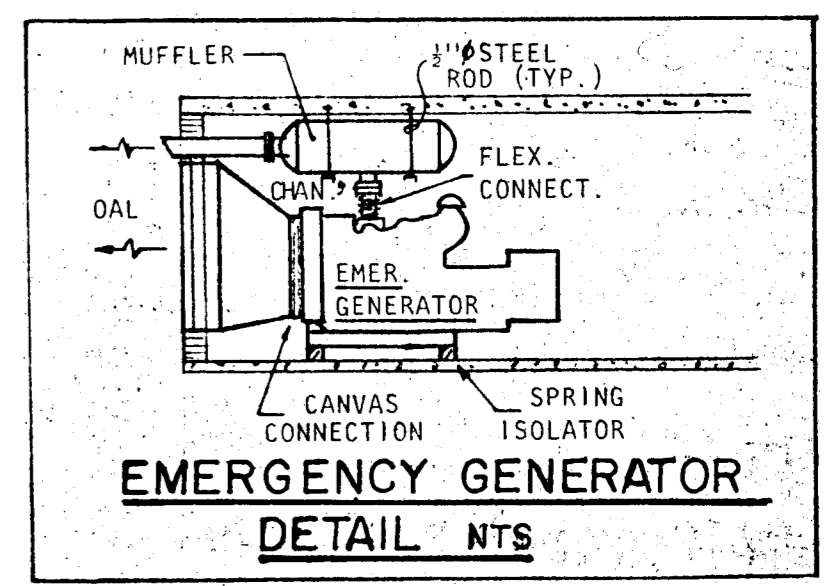 MUFFLER
½"Ø STEEL
ROD (TYP.)
FLEX.
CONNECT.
CHAN.
OAL
EMER.
GENERATOR
CANVAS
CONNECTION
SPRING
ISOLATOR
EMERGENCY GENERATOR
DETAIL NTS